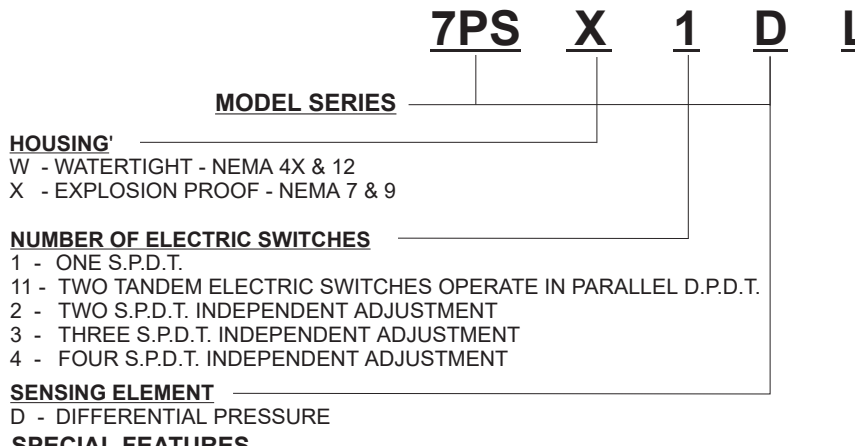 7PS X 1 D L
MODEL SERIES
HOUSING'
W - WATERTIGHT - NEMA 4X & 12
X - EXPLOSION PROOF - NEMA 7 & 9
NUMBER OF ELECTRIC SWITCHES
1 - ONE S.P.D.T.
11 - TWO TANDEM ELECTRIC SWITCHES OPERATE IN PARALLEL D.P.D.T.
2 - TWO S.P.D.T. INDEPENDENT ADJUSTMENT
3 - THREE S.P.D.T. INDEPENDENT ADJUSTMENT
4 - FOUR S.P.D.T. INDEPENDENT ADJUSTMENT
SENSING ELEMENT
D - DIFFERENTIAL PRESSURE
SPECIAL FEATURES